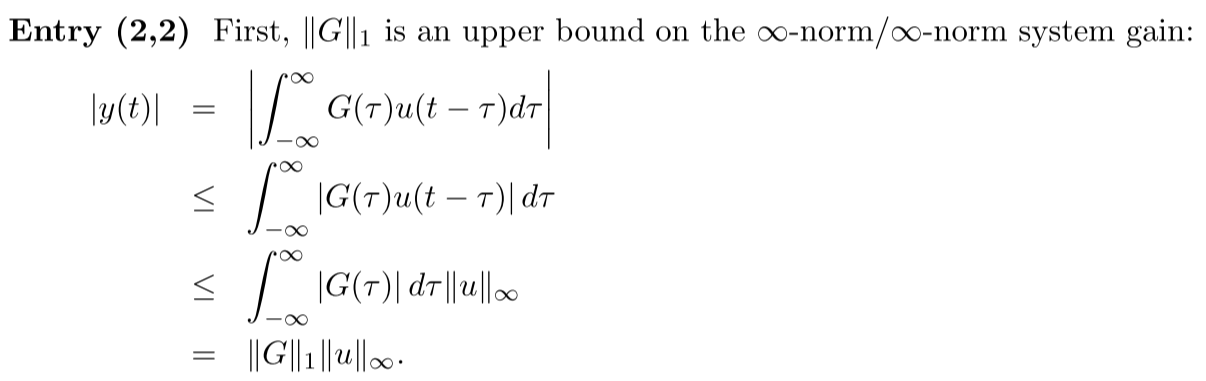 Entry (2,2) First, ‖G‖₁ is an upper bound on the ∞-norm/∞-norm system gain:
|y(t)| = |∫_{−∞}^{∞} G(τ)u(t − τ)dτ|
≤ ∫_{−∞}^{∞} |G(τ)u(t − τ)| dτ
≤ ∫_{−∞}^{∞} |G(τ)| dτ‖u‖_∞
= ‖G‖₁‖u‖_∞.